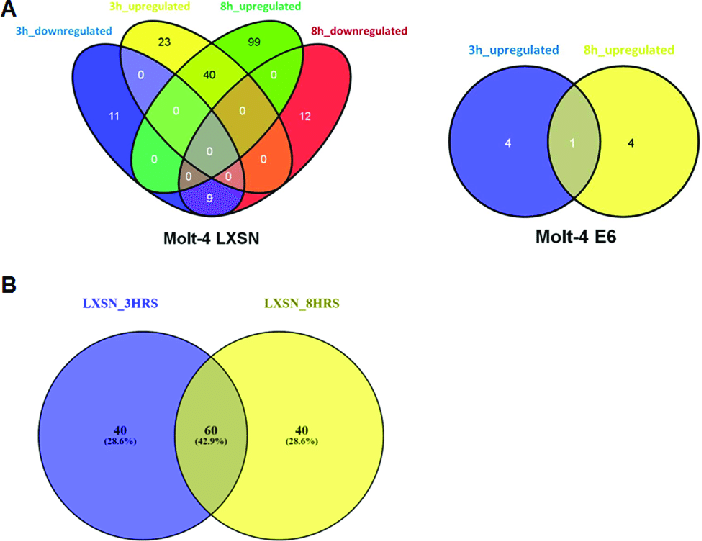 A
3h_upregulated 8h_upregulated
3h_downregulated 8h_downregulated
23 99
0 40 0
11 0 0 12
0 0 0
0 0
9
Molt-4 LXSN
3h_upregulated 8h_upregulated
4 1 4
Molt-4 E6
B
LXSN_3HRS LXSN_8HRS
40 60 40
(28.6%) (42.9%) (28.6%)